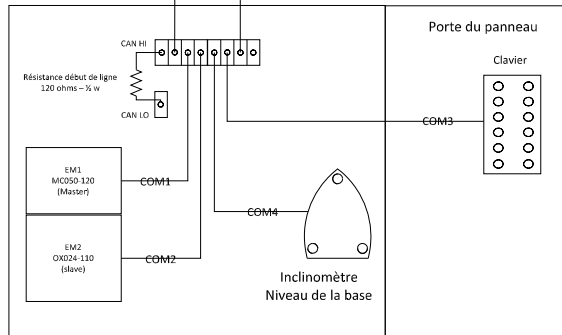 Porte du panneau
CAN HI
Clavier
Résistance début de ligne
120 ohms – ½ w
CAN LO
COM3
EM1
MC050-120
(Master)
COM1
COM4
EM2
OX024-110
(slave)
COM2
Inclinomètre
Niveau de la base